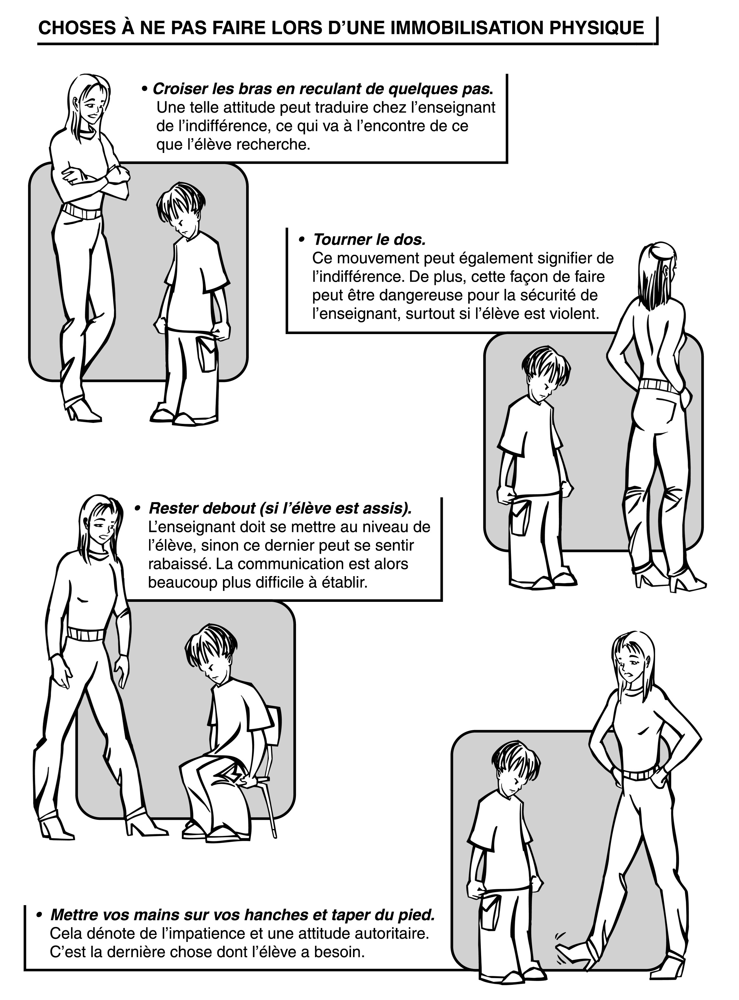 CHOSES À NE PAS FAIRE LORS D’UNE IMMOBILISATION PHYSIQUE
• Croiser les bras en reculant de quelques pas.
Une telle attitude peut traduire chez l’enseignant
de l’indifférence, ce qui va à l’encontre de ce
que l’élève recherche.
• Tourner le dos.
Ce mouvement peut également signifier de
l’indifférence. De plus, cette façon de faire
peut être dangereuse pour la sécurité de
l’enseignant, surtout si l’élève est violent.
• Rester debout (si l’élève est assis).
L’enseignant doit se mettre au niveau de
l’élève, sinon ce dernier peut se sentir
rabaissé. La communication est alors
beaucoup plus difficile à établir.
• Mettre vos mains sur vos hanches et taper du pied.
Cela dénote de l’impatience et une attitude autoritaire.
C’est la dernière chose dont l’élève a besoin.